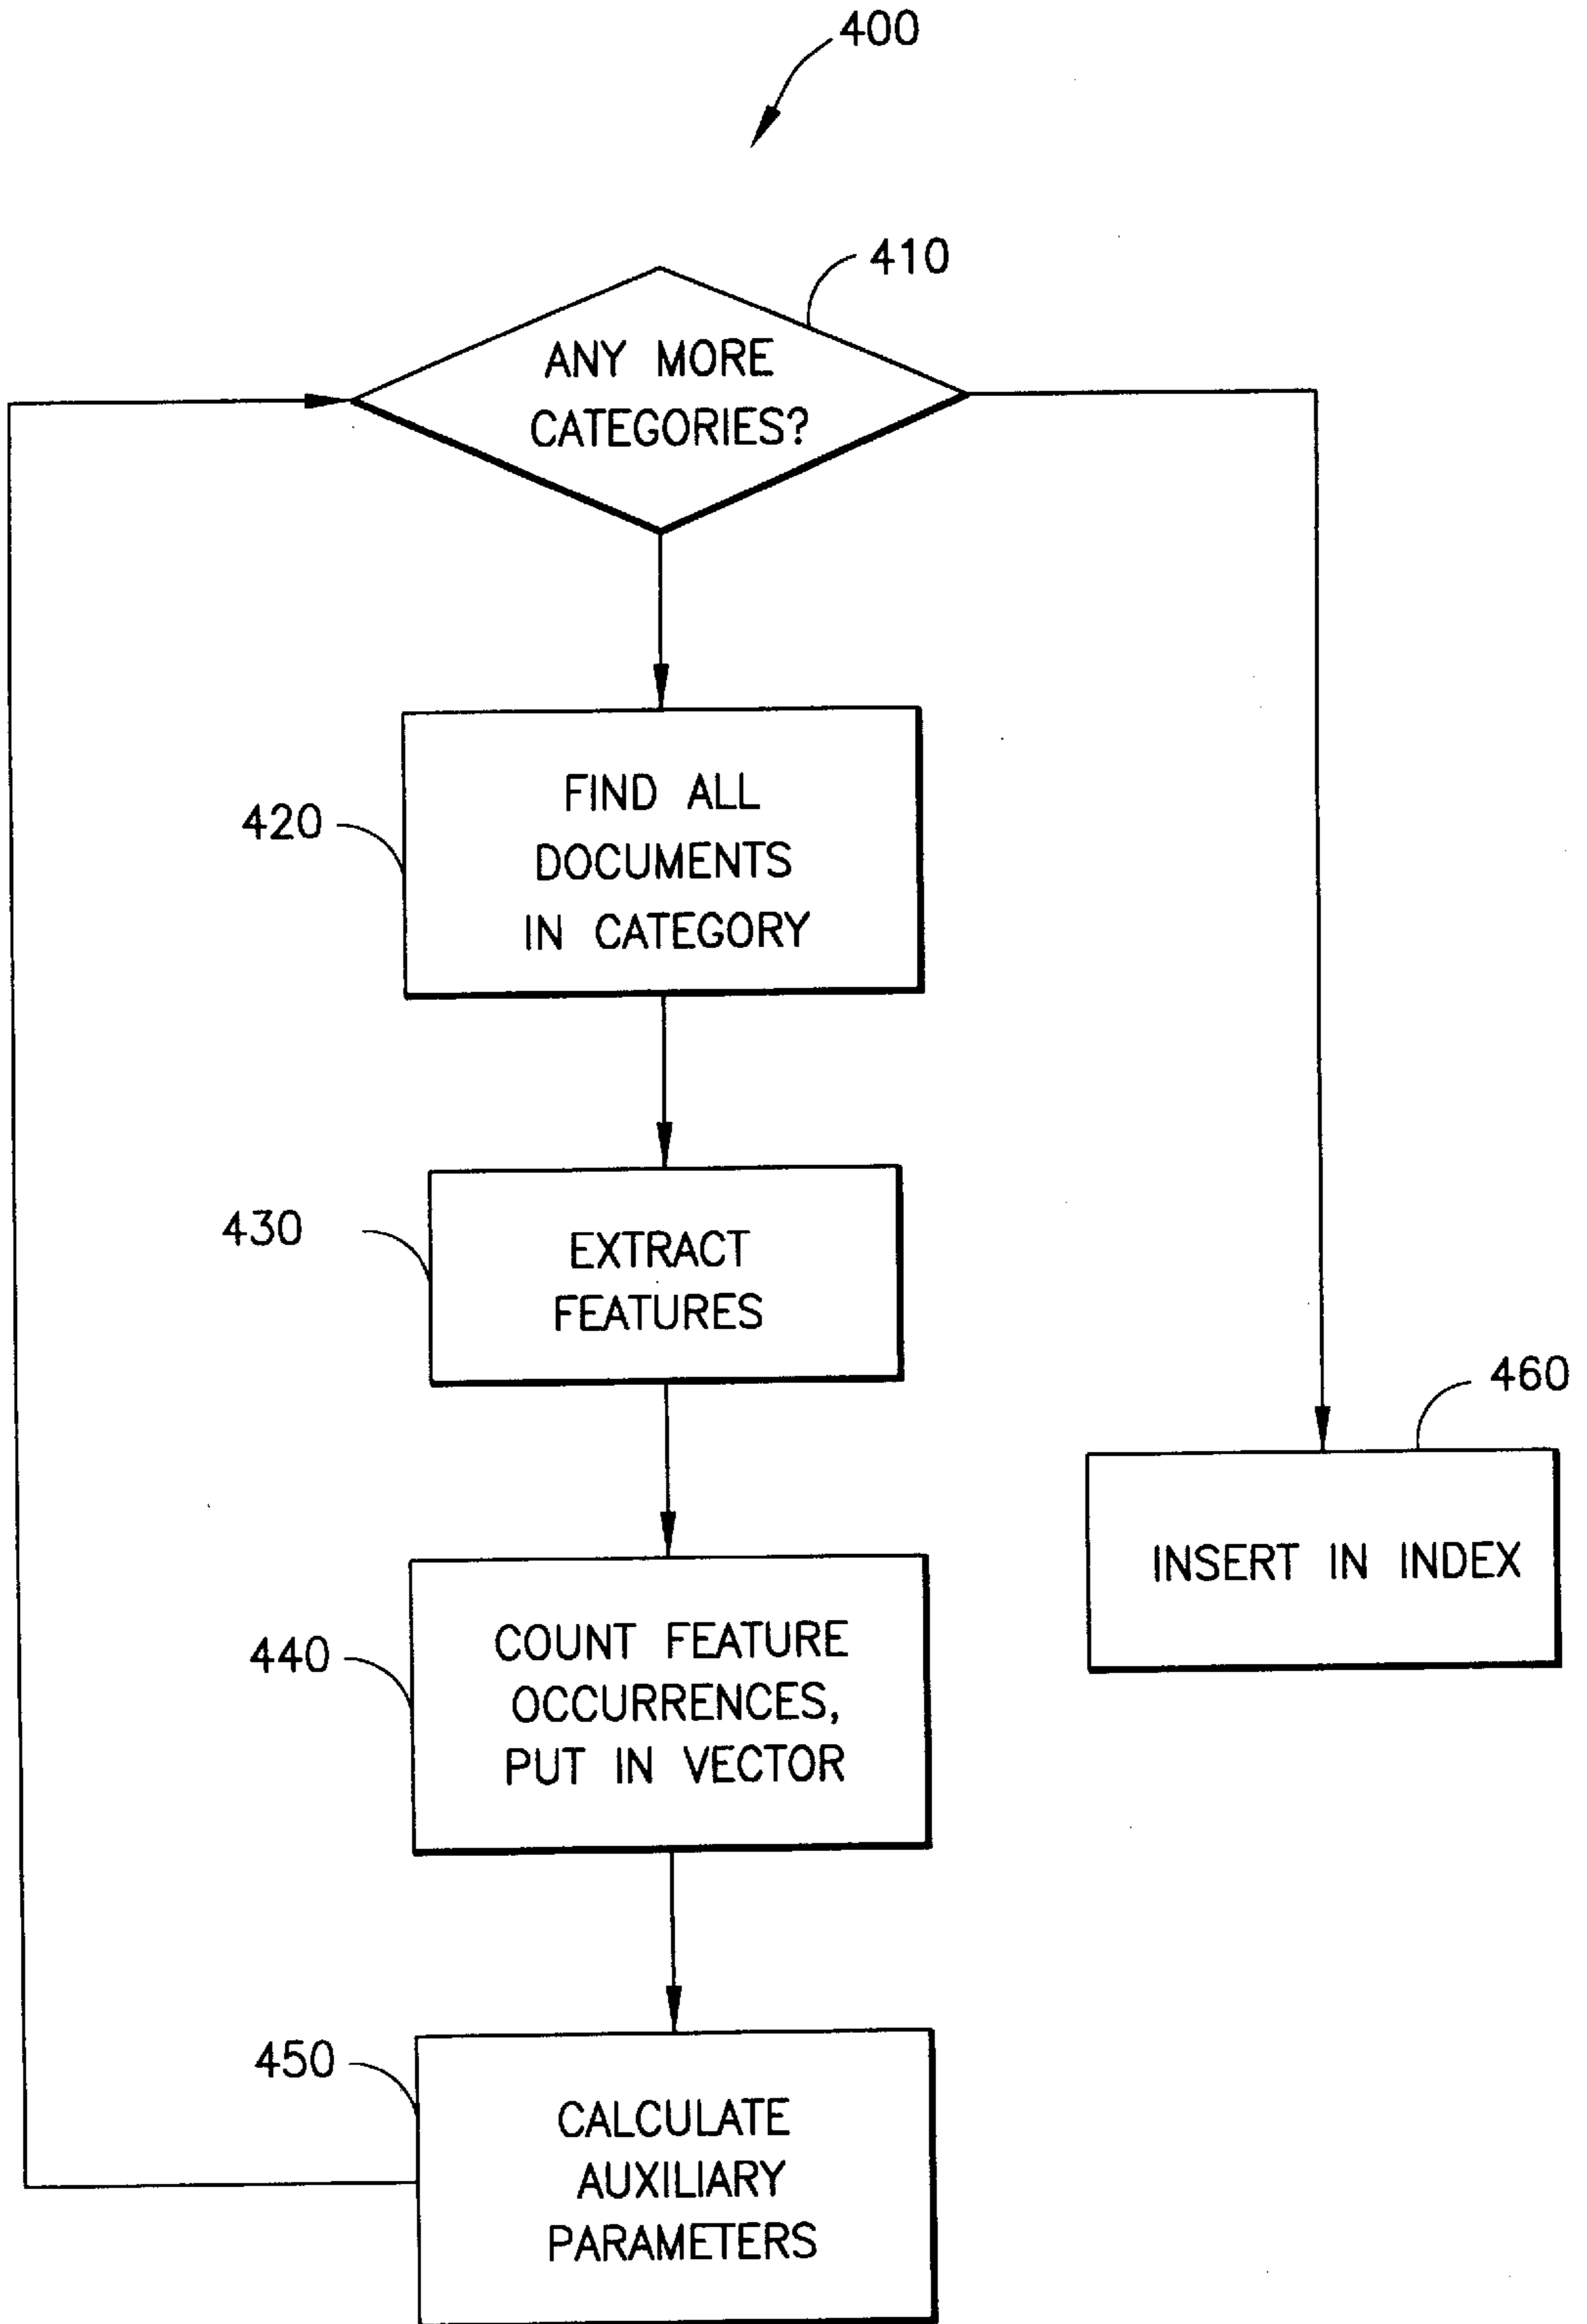 400
410
ANY MORE
CATEGORIES?
420
FIND ALL
DOCUMENTS
IN CATEGORY
430
EXTRACT
FEATURES
460
INSERT IN INDEX
440
COUNT FEATURE
OCCURRENCES,
PUT IN VECTOR
450
CALCULATE
AUXILIARY
PARAMETERS